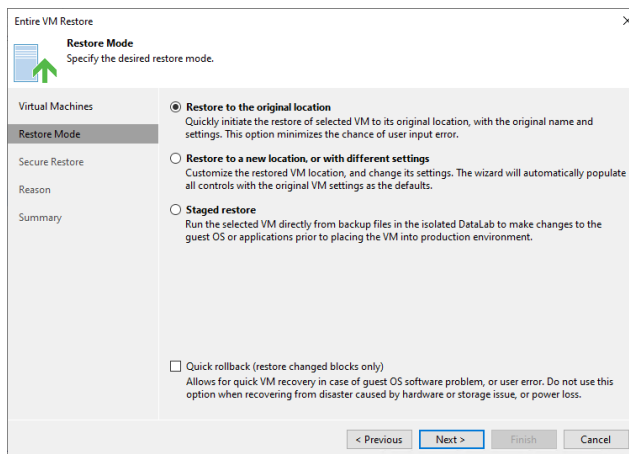 Entire VM Restore
Restore Mode
Specify the desired restore mode.
Virtual Machines
Restore Mode
Secure Restore
Reason
Summary
Restore to the original location
Quickly initiate the restore of selected VM to its original location, with the original name and
settings. This option minimizes the chance of user input error.
Restore to a new location, or with different settings
Customize the restored VM location, and change its settings. The wizard will automatically populate
all controls with the original VM settings as the defaults.
Staged restore
Run the selected VM directly from backup files in the isolated DataLab to make changes to the
guest OS or applications prior to placing the VM into production environment.
Quick rollback (restore changed blocks only)
Allows for quick VM recovery in case of guest OS software problem, or user error. Do not use this
option when recovering from disaster caused by hardware or storage issue, or power loss.
< Previous
Next >
Finish
Cancel